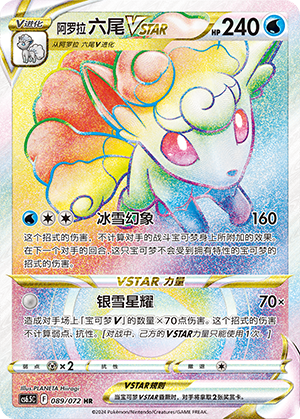 V进化
阿罗拉 六尾 VSTAR HP 240
从阿罗拉 六尾V进化
冰雪幻象 160
这个招式的伤害，不计算对手的战斗宝可梦身上所附加的效果。
在下一个对手的回合，这只宝可梦不会受到拥有特性的宝可梦的
招式的伤害。
VSTAR 力量
银雪星耀 70×
造成对手场上「宝可梦V」的数量×70点伤害。这个招式的伤害
不计算弱点、抗性。[对战中，己方的VSTAR力量只能使用1次。]
弱点 ×2 抗性 撤退
Illus. PLANETA Hiiragi
CS6.5C F 089/072 HR
VSTAR规则
当宝可梦VSTAR昏厥时，对手将拿取2张奖赏卡。
©2024 Pokémon/Nintendo/Creatures/GAME FREAK.